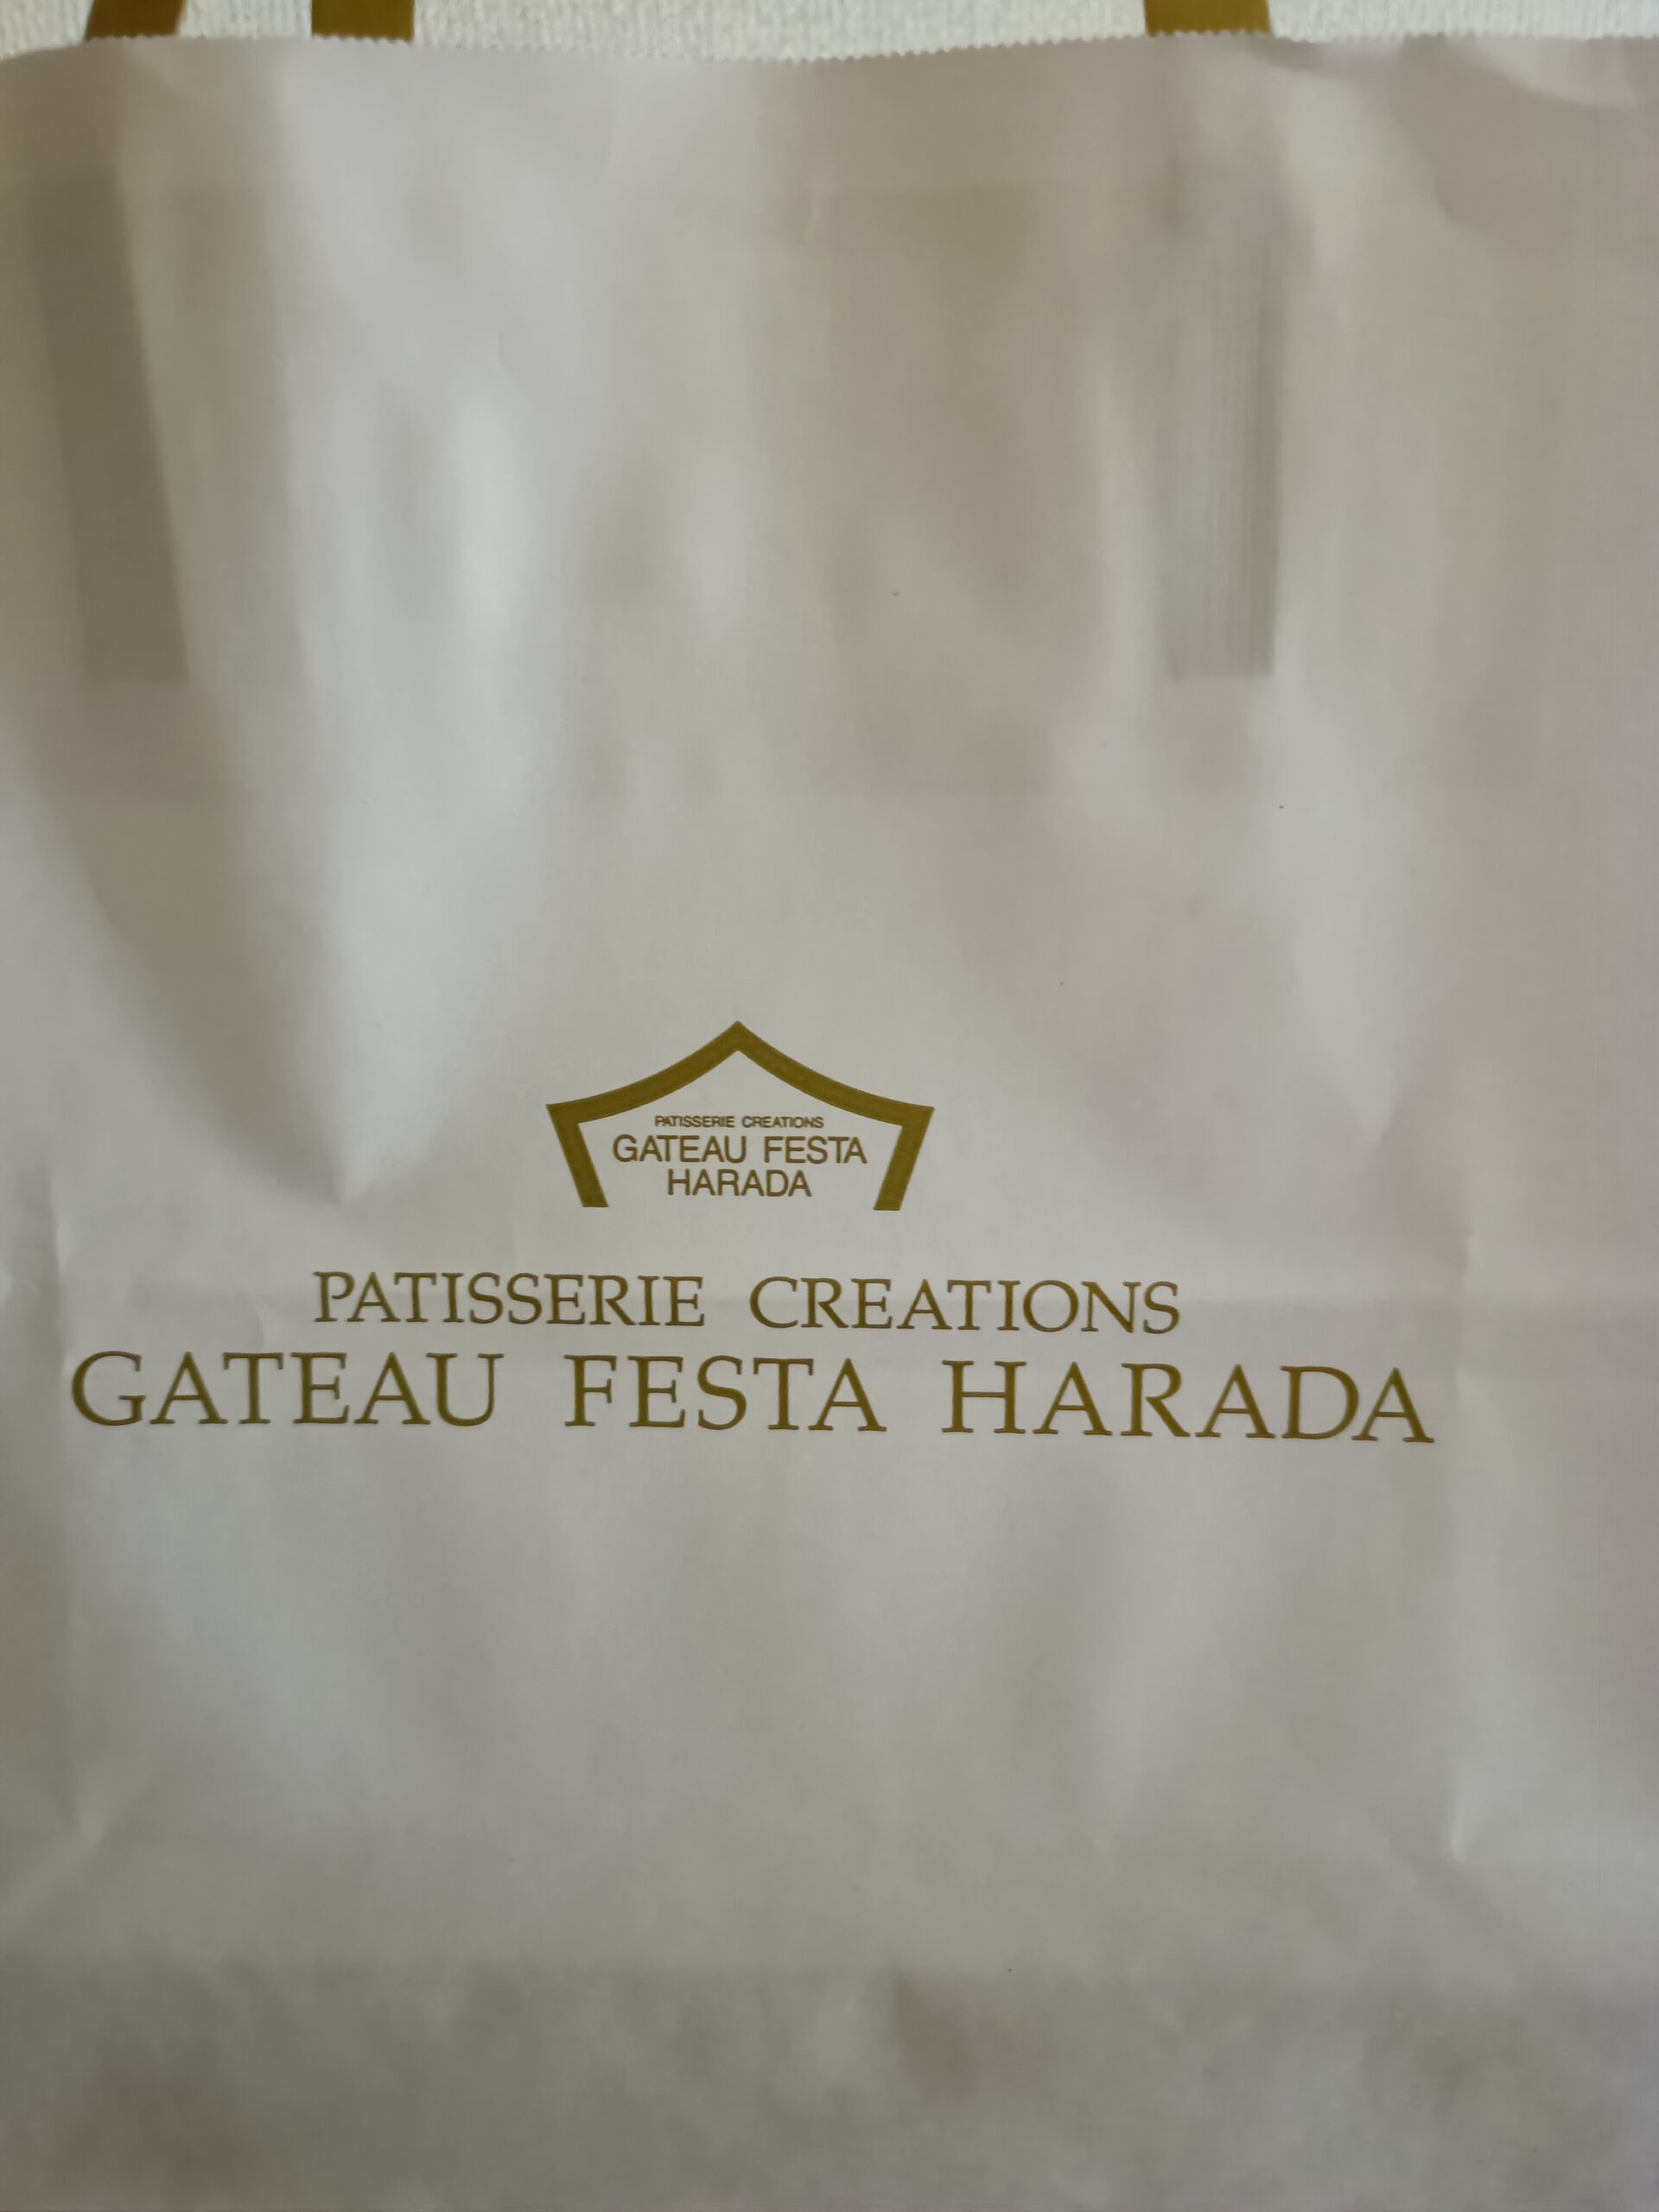 PATISSERIE CREATIONS
GATEAU FESTA
HARADA
PATISSERIE CREATIONS
GATEAU FESTA HARADA